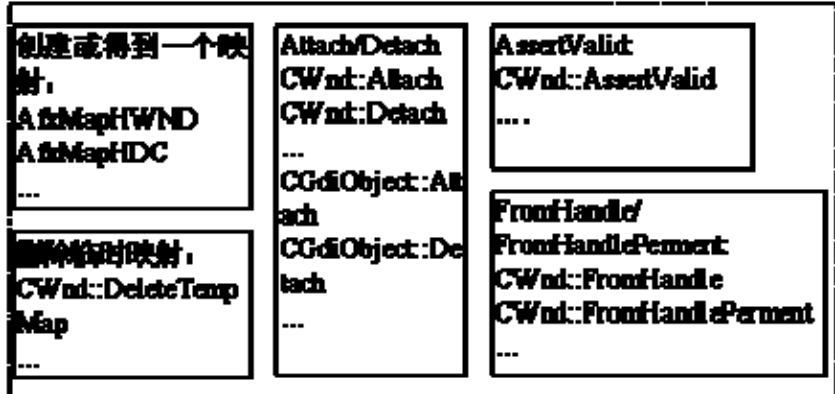 创建或得到一个映
射：
AfxMapHWND
AfxMapHDC
...
删除临时映射：
CWnd::DeleteTemp
Map
...
Attach/Detach
CWnd::Attach
CWnd::Detach
...
CGdiObject::Att
ach
CGdiObject::De
tach
...
AssertValid:
CWnd::AssertValid
....
FromHandle/
FromHandlePerment:
CWnd::FromHandle
CWnd::FromHandlePerment
...